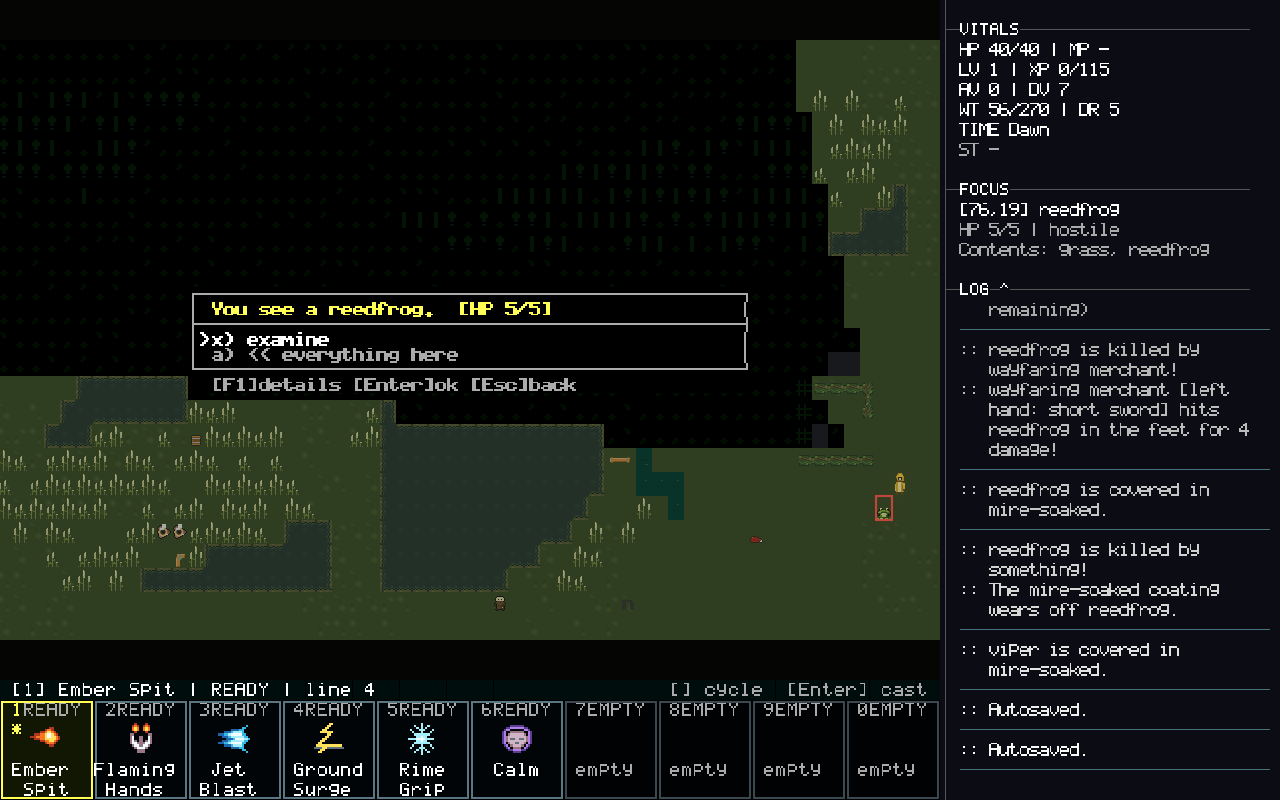 You see a reedfrog.  [HP 5/5]
>x) examine
a) << everything here
[F1]details [Enter]ok [Esc]back
[1] Ember Spit | READY | line 4
[] cycle  [Enter] cast
1READY
2READY
3READY
4READY
5READY
6READY
7EMPTY
8EMPTY
9EMPTY
0EMPTY
*
Ember
Spit
Flaming
Hands
Jet
Blast
Ground
Surge
Rime
Grip
Calm
empty
empty
empty
empty
VITALS
HP 40/40 | MP -
LV 1 | XP 0/115
AV 0 | DV 7
WT 56/270 | DR 5
TIME Dawn
ST -
FOCUS
[76,19] reedfrog
HP 5/5 | hostile
Contents: grass, reedfrog
LOG ^
remaining)
:: reedfrog is killed by
wayfaring merchant!
:: wayfaring merchant [left
hand: short sword] hits
reedfrog in the feet for 4
damage!
:: reedfrog is covered in
mire-soaked.
:: reedfrog is killed by
something!
:: The mire-soaked coating
wears off reedfrog.
:: viper is covered in
mire-soaked.
:: Autosaved.
:: Autosaved.